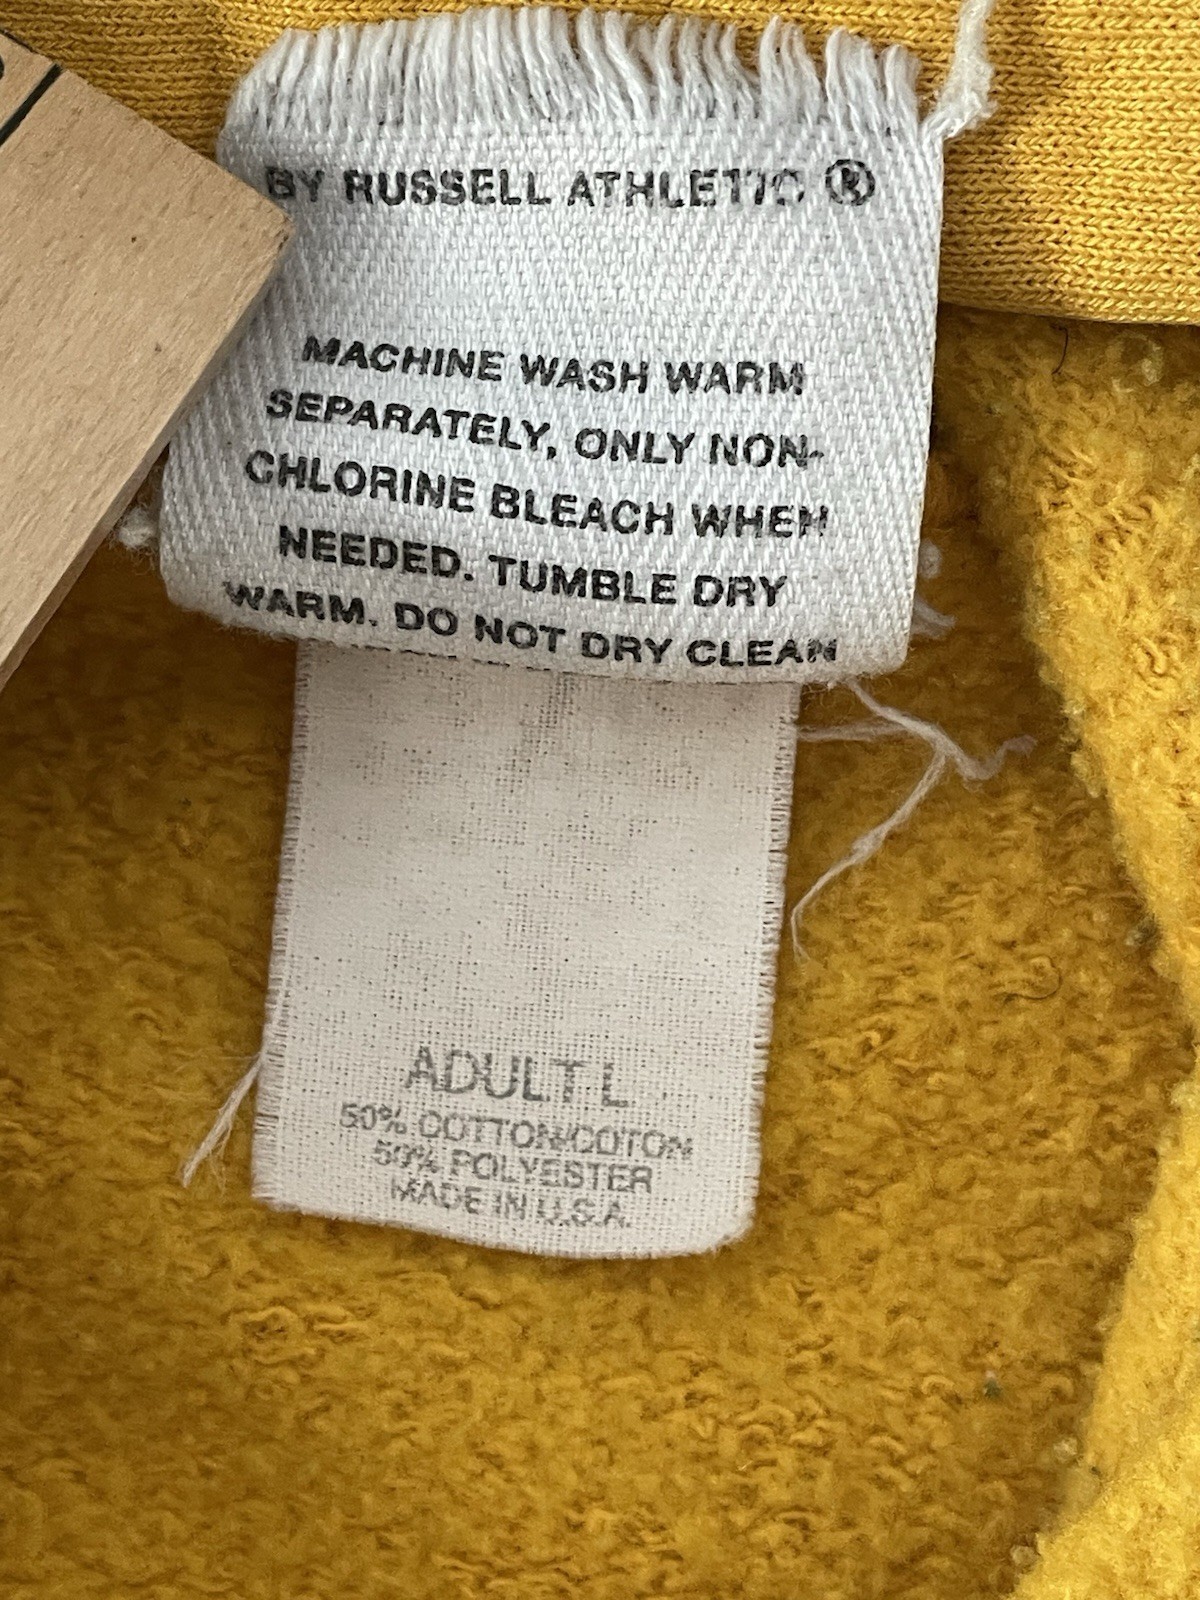 BY RUSSELL ATHLETIC ®
MACHINE WASH WARM
SEPARATELY, ONLY NON-
CHLORINE BLEACH WHEN
NEEDED. TUMBLE DRY
WARM. DO NOT DRY CLEAN
ADULT L
50% COTTON/COTON
50% POLYESTER
MADE IN U.S.A.